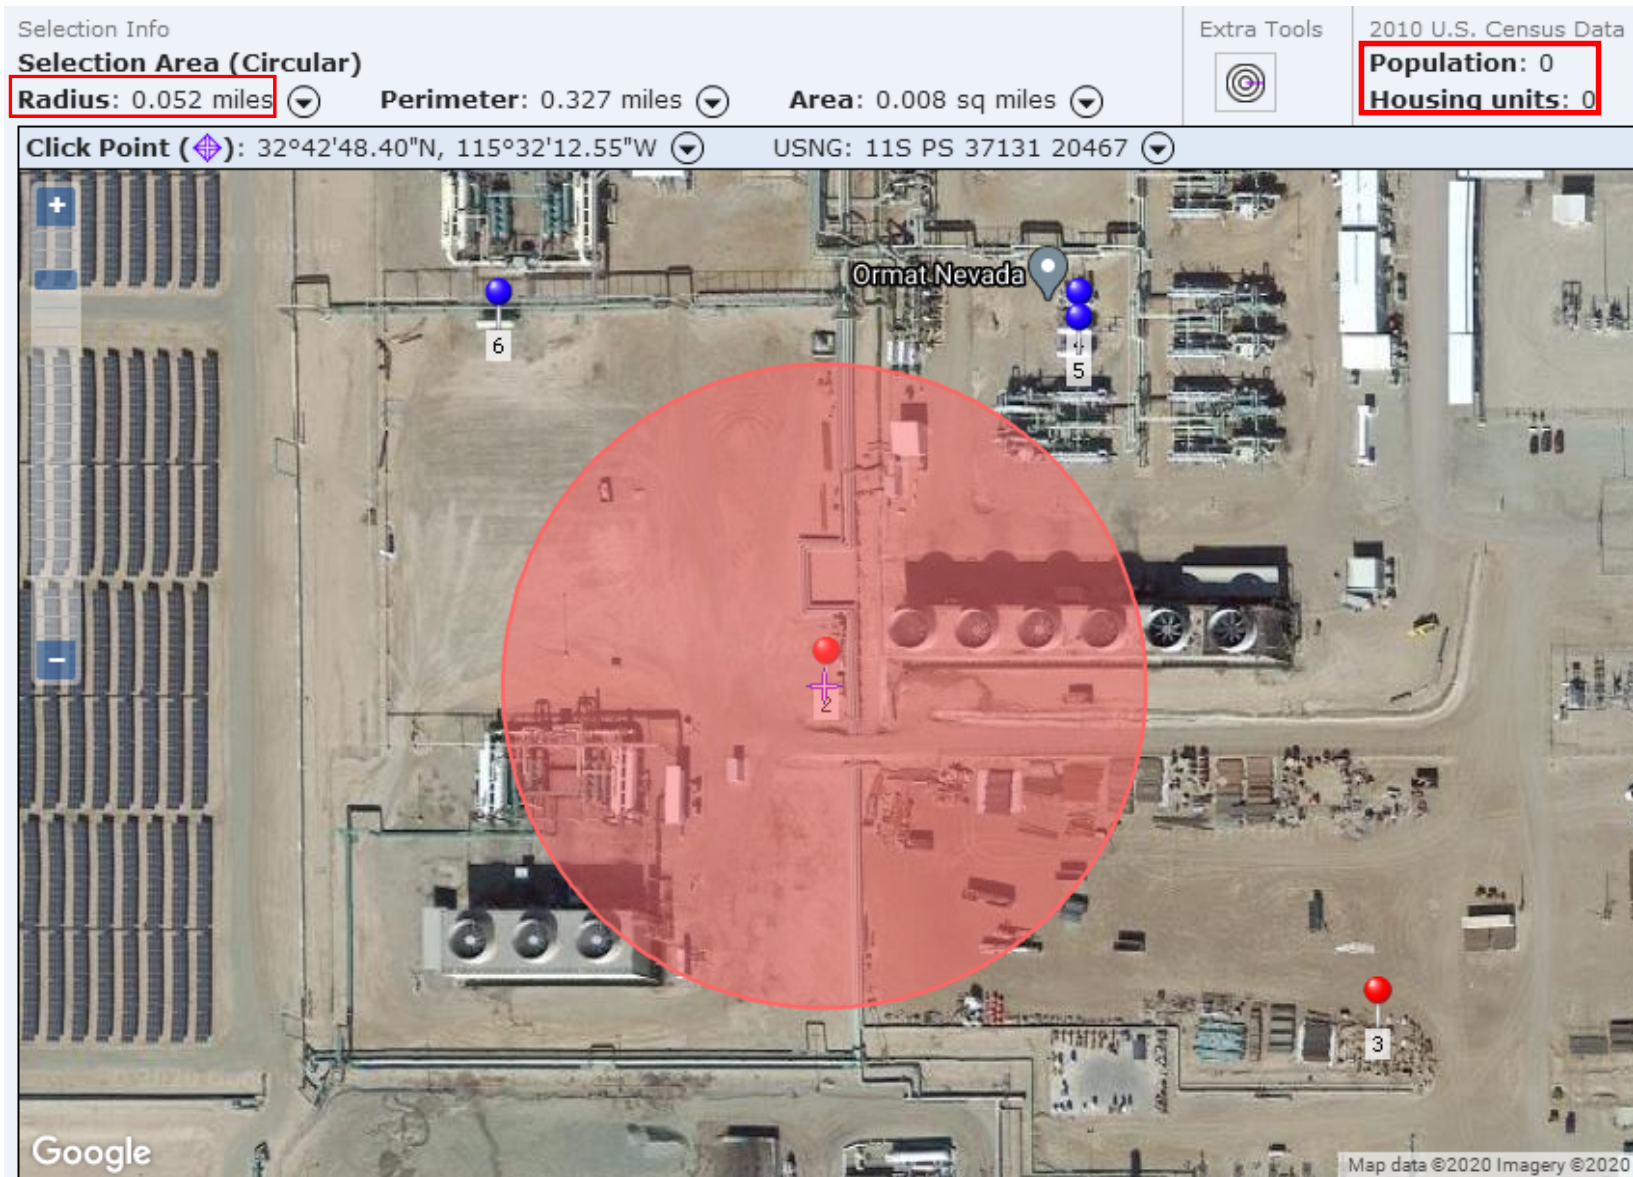 Selection Info
Selection Area (Circular)
Radius: 0.052 miles
Perimeter: 0.327 miles
Area: 0.008 sq miles
Extra Tools
2010 U.S. Census Data
Population: 0
Housing units: 0
Click Point ( ): 32°42'48.40"N, 115°32'12.55"W
USNG: 11S PS 37131 20467
+
Ormat Nevada
6
5
2
−
3
Google
Map data ©2020 Imagery ©2020